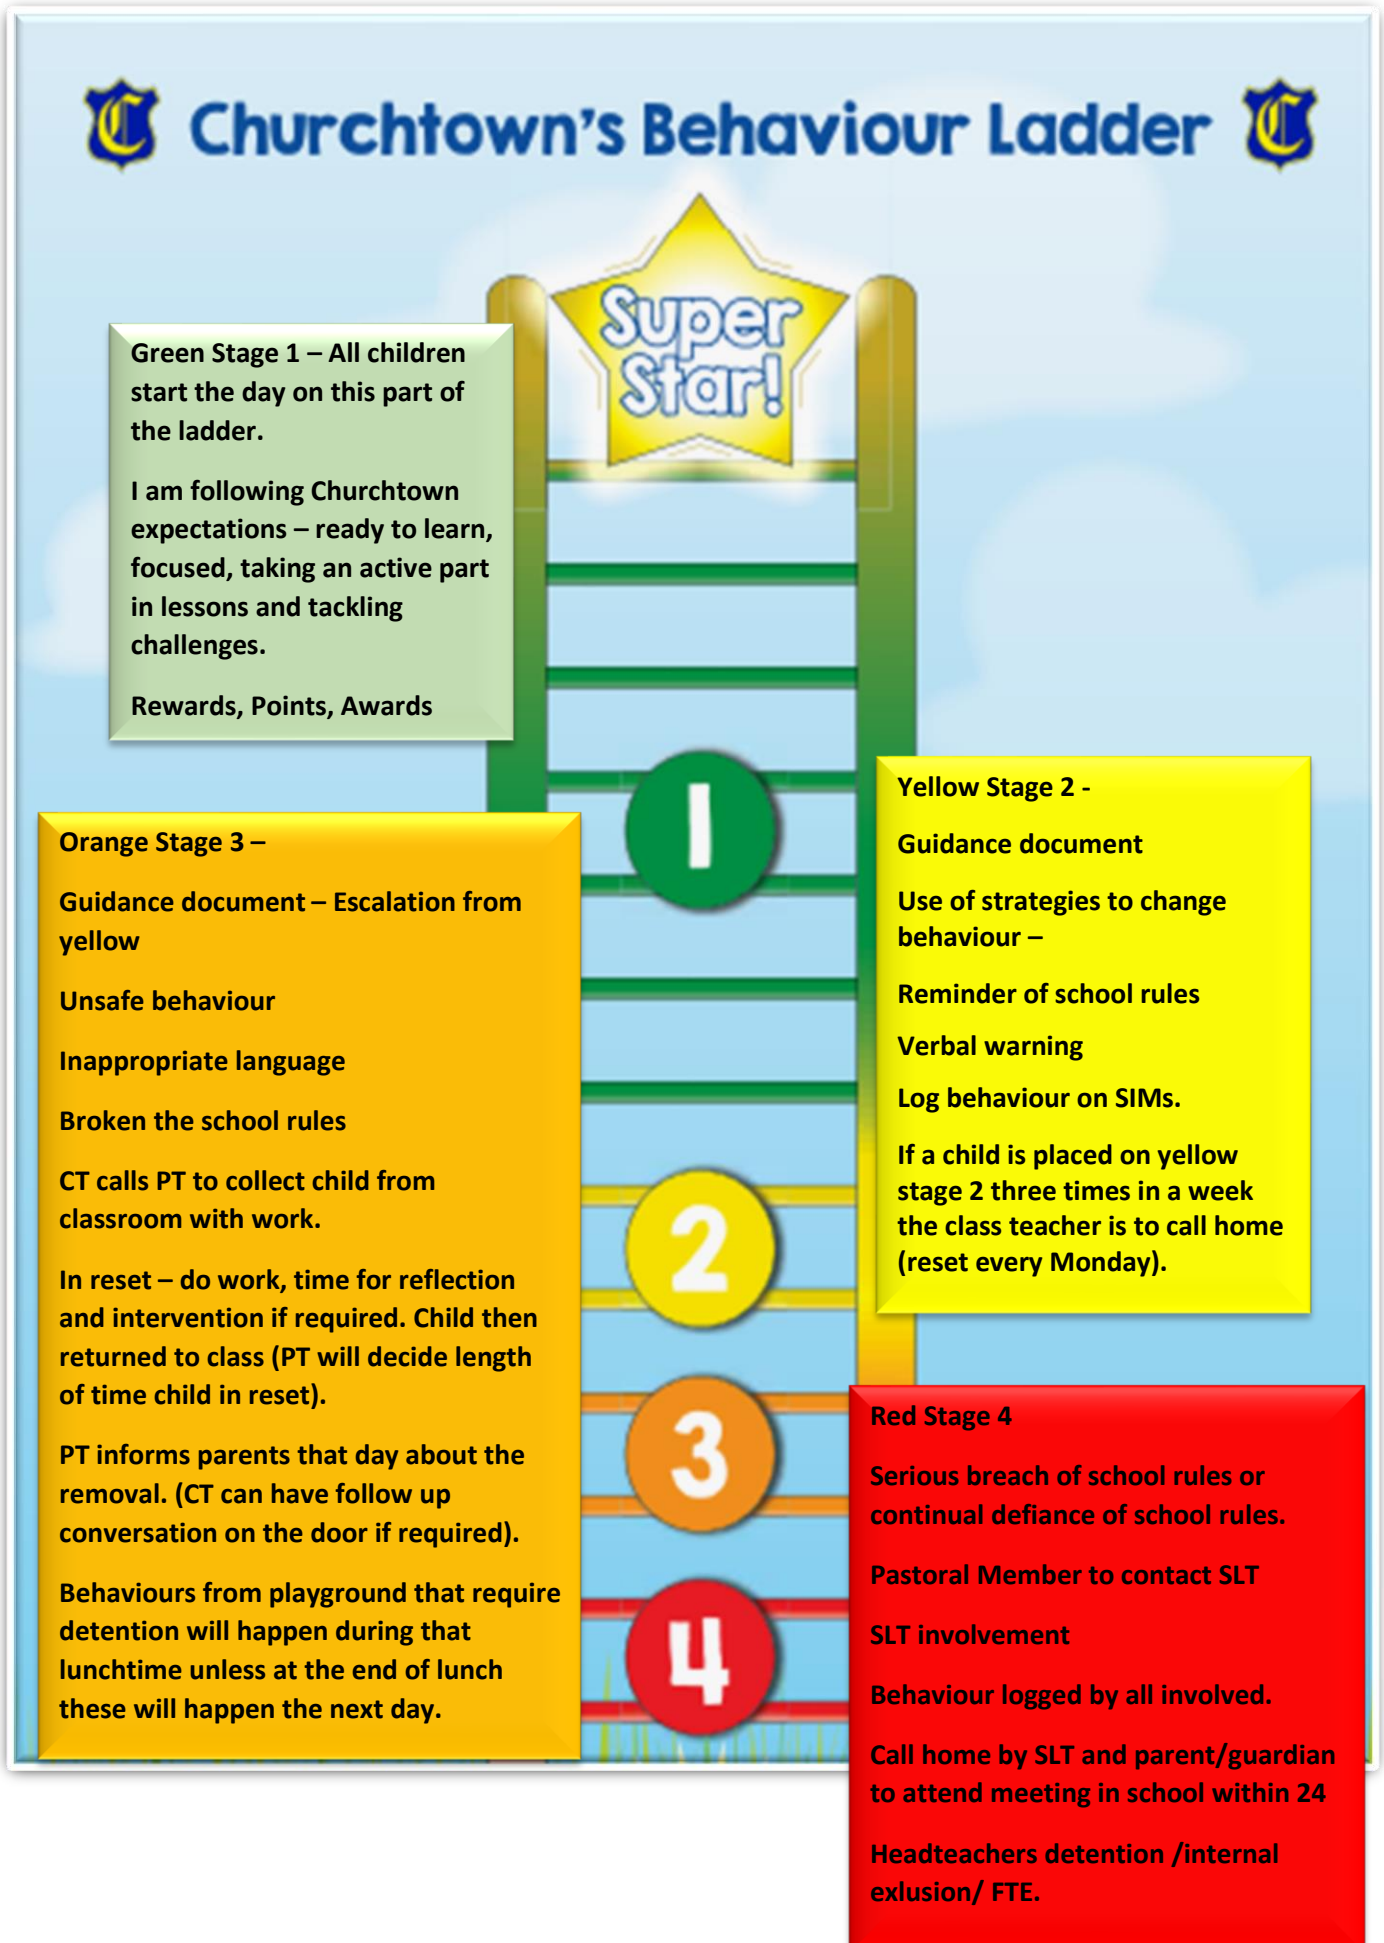 C Churchtown's Behaviour Ladder C
Super
Star!
Green Stage 1 – All children
start the day on this part of
the ladder.
I am following Churchtown
expectations – ready to learn,
focused, taking an active part
in lessons and tackling
challenges.
Rewards, Points, Awards
1
Yellow Stage 2 -
Guidance document
Use of strategies to change
behaviour –
Reminder of school rules
Verbal warning
Log behaviour on SIMs.
If a child is placed on yellow
stage 2 three times in a week
the class teacher is to call home
(reset every Monday).
2
Orange Stage 3 –
Guidance document – Escalation from
yellow
Unsafe behaviour
Inappropriate language
Broken the school rules
CT calls PT to collect child from
classroom with work.
In reset – do work, time for reflection
and intervention if required. Child then
returned to class (PT will decide length
of time child in reset).
PT informs parents that day about the
removal. (CT can have follow up
conversation on the door if required).
Behaviours from playground that require
detention will happen during that
lunchtime unless at the end of lunch
these will happen the next day.
3
Red Stage 4
Serious breach of school rules or
continual defiance of school rules.
Pastoral Member to contact SLT
SLT involvement
Behaviour logged by all involved.
Call home by SLT and parent/guardian
to attend meeting in school within 24
Headteachers detention /internal
exlusion/ FTE.
4